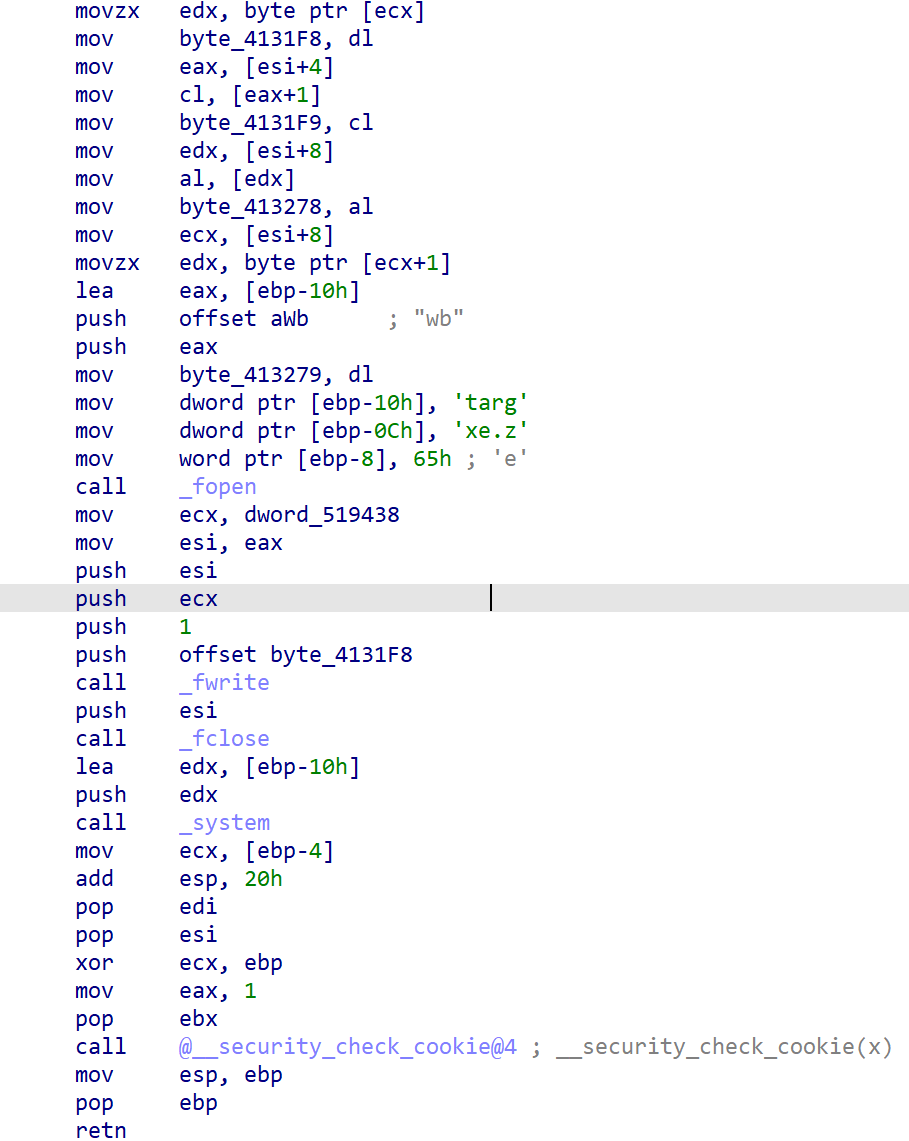 movzx edx, byte ptr [ecx]
mov byte_4131F8, dl
mov eax, [esi+4]
mov cl, [eax+1]
mov byte_4131F9, cl
mov edx, [esi+8]
mov al, [edx]
mov byte_413278, al
mov ecx, [esi+8]
movzx edx, byte ptr [ecx+1]
lea eax, [ebp-10h]
push offset aWb ; "wb"
push eax
mov byte_413279, dl
mov dword ptr [ebp-10h], 'targ'
mov dword ptr [ebp-0Ch], 'xe.z'
mov word ptr [ebp-8], 65h ; 'e'
call _fopen
mov ecx, dword_519438
mov esi, eax
push esi
push ecx
push 1
push offset byte_4131F8
call _fwrite
push esi
call _fclose
lea edx, [ebp-10h]
push edx
call _system
mov ecx, [ebp-4]
add esp, 20h
pop edi
pop esi
xor ecx, ebp
mov eax, 1
pop ebx
call @__security_check_cookie@4 ; __security_check_cookie(x)
mov esp, ebp
pop ebp
retn